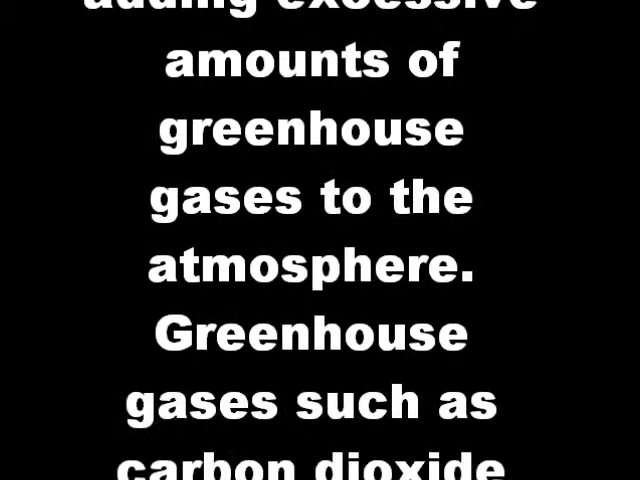 adding excessive
amounts of
greenhouse
gases to the
atmosphere.
Greenhouse
gases such as
carbon dioxide